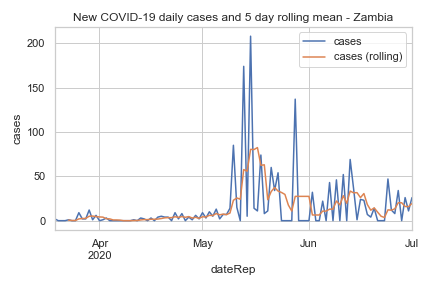 New COVID-19 daily cases and 5 day rolling mean - Zambia
cases
cases (rolling)
200
150
100
50
0
cases
Apr
2020
May
Jun
Jul
dateRep